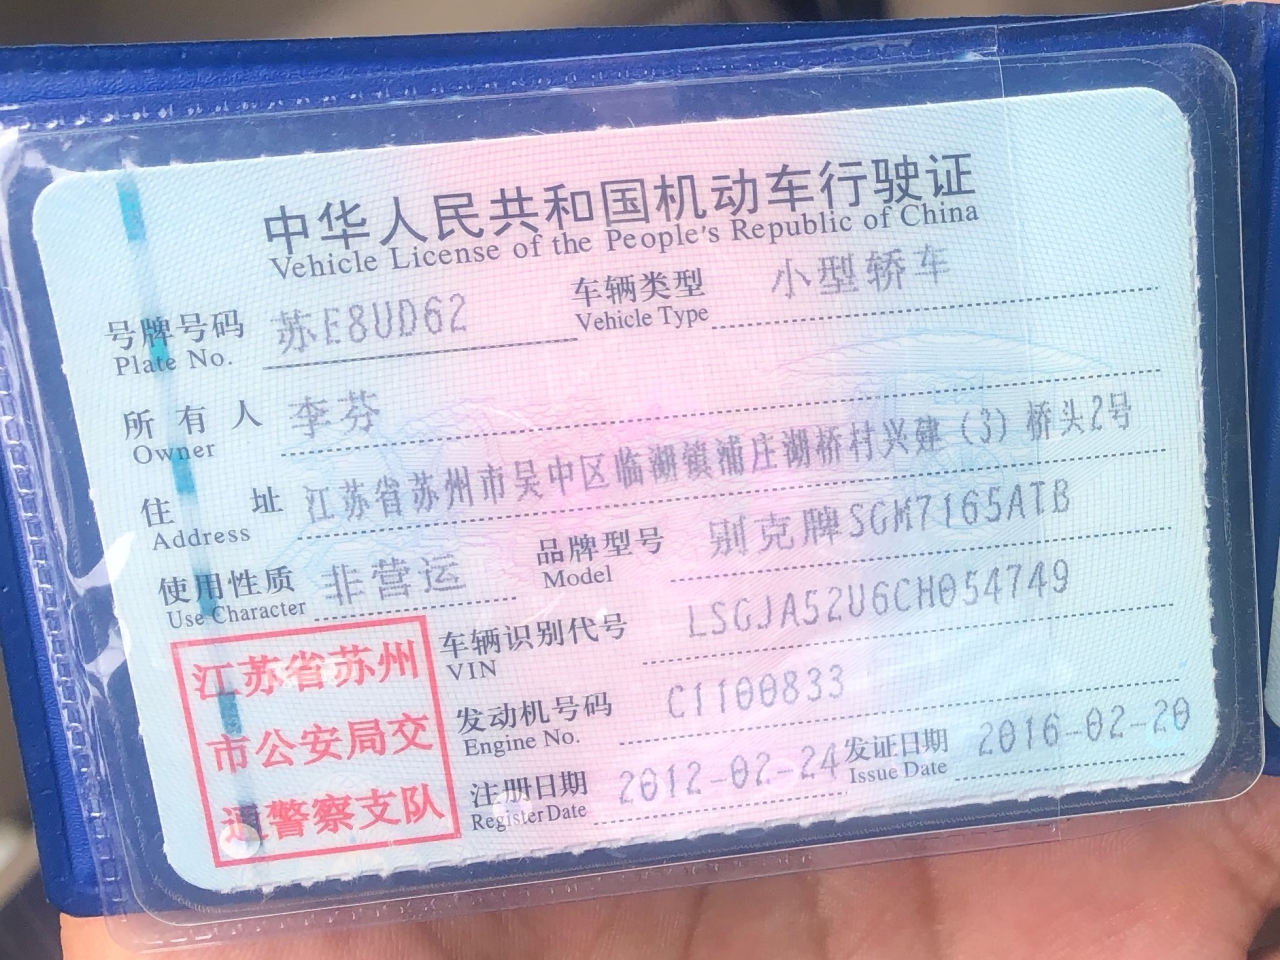 中华人民共和国机动车行驶证
Vehicle License of the People's Republic of China
号牌号码 苏E8UD62 车辆类型 小型轿车
Plate No. Vehicle Type
所有人 李芬
Owner
住址 江苏省苏州市吴中区临湖镇浦庄湖桥村兴建（3）桥头2号
Address
使用性质 非营运 品牌型号 别克牌SGM7165ATB
Use Character Model
车辆识别代号 LSGJA52U6CH054749
VIN
发动机号码 C1100833
Engine No.
注册日期 2012-02-24 发证日期 2016-02-20
Register Date Issue Date
江苏省苏州
市公安局交
通警察支队